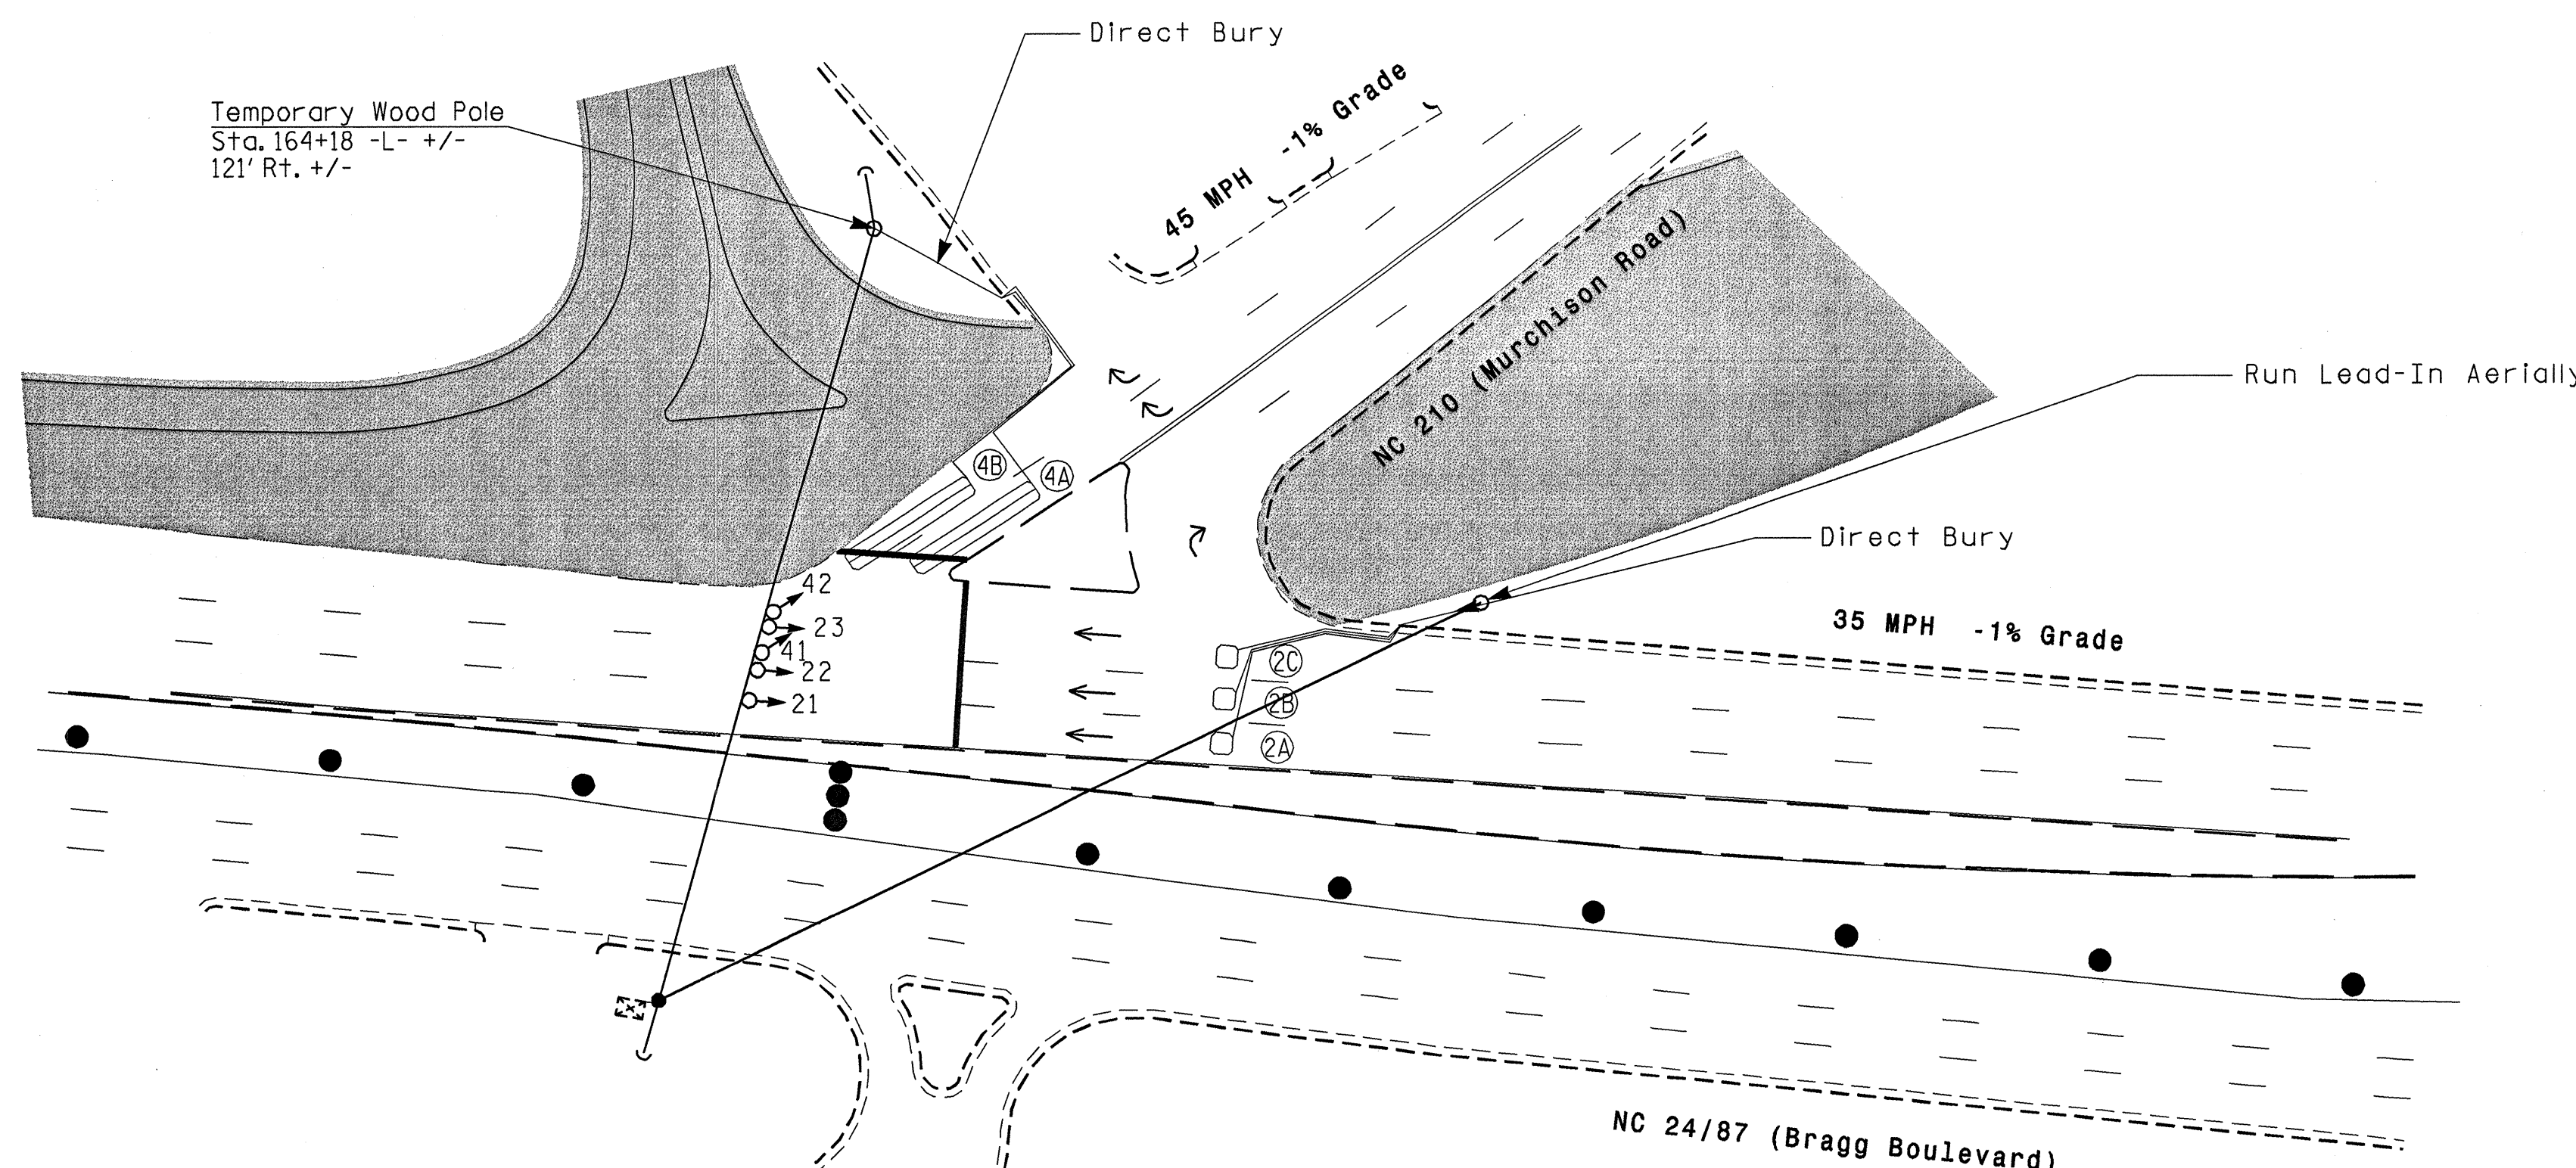 Direct Bury
Temporary Wood Pole
Sta. 164+18 -L- +/-
121' Rt. +/-
45 MPH -1% Grade
NC 210 (Murchison Road)
Run Lead-In Aerially
4B
4A
Direct Bury
42
23
41
22
21
2C
2B
2A
35 MPH -1% Grade
NC 24/87 (Bragg Boulevard)